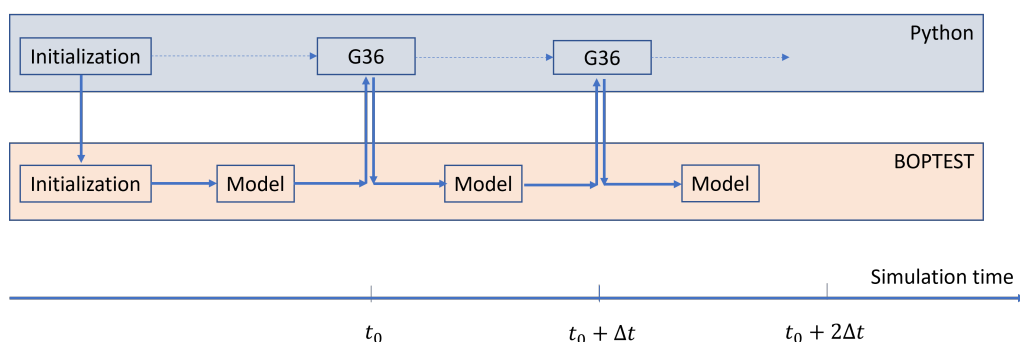 Python
Initialization
G36
G36
BOPTEST
Initialization
Model
Model
Model
Simulation time
t₀
t₀ + Δt
t₀ + 2Δt